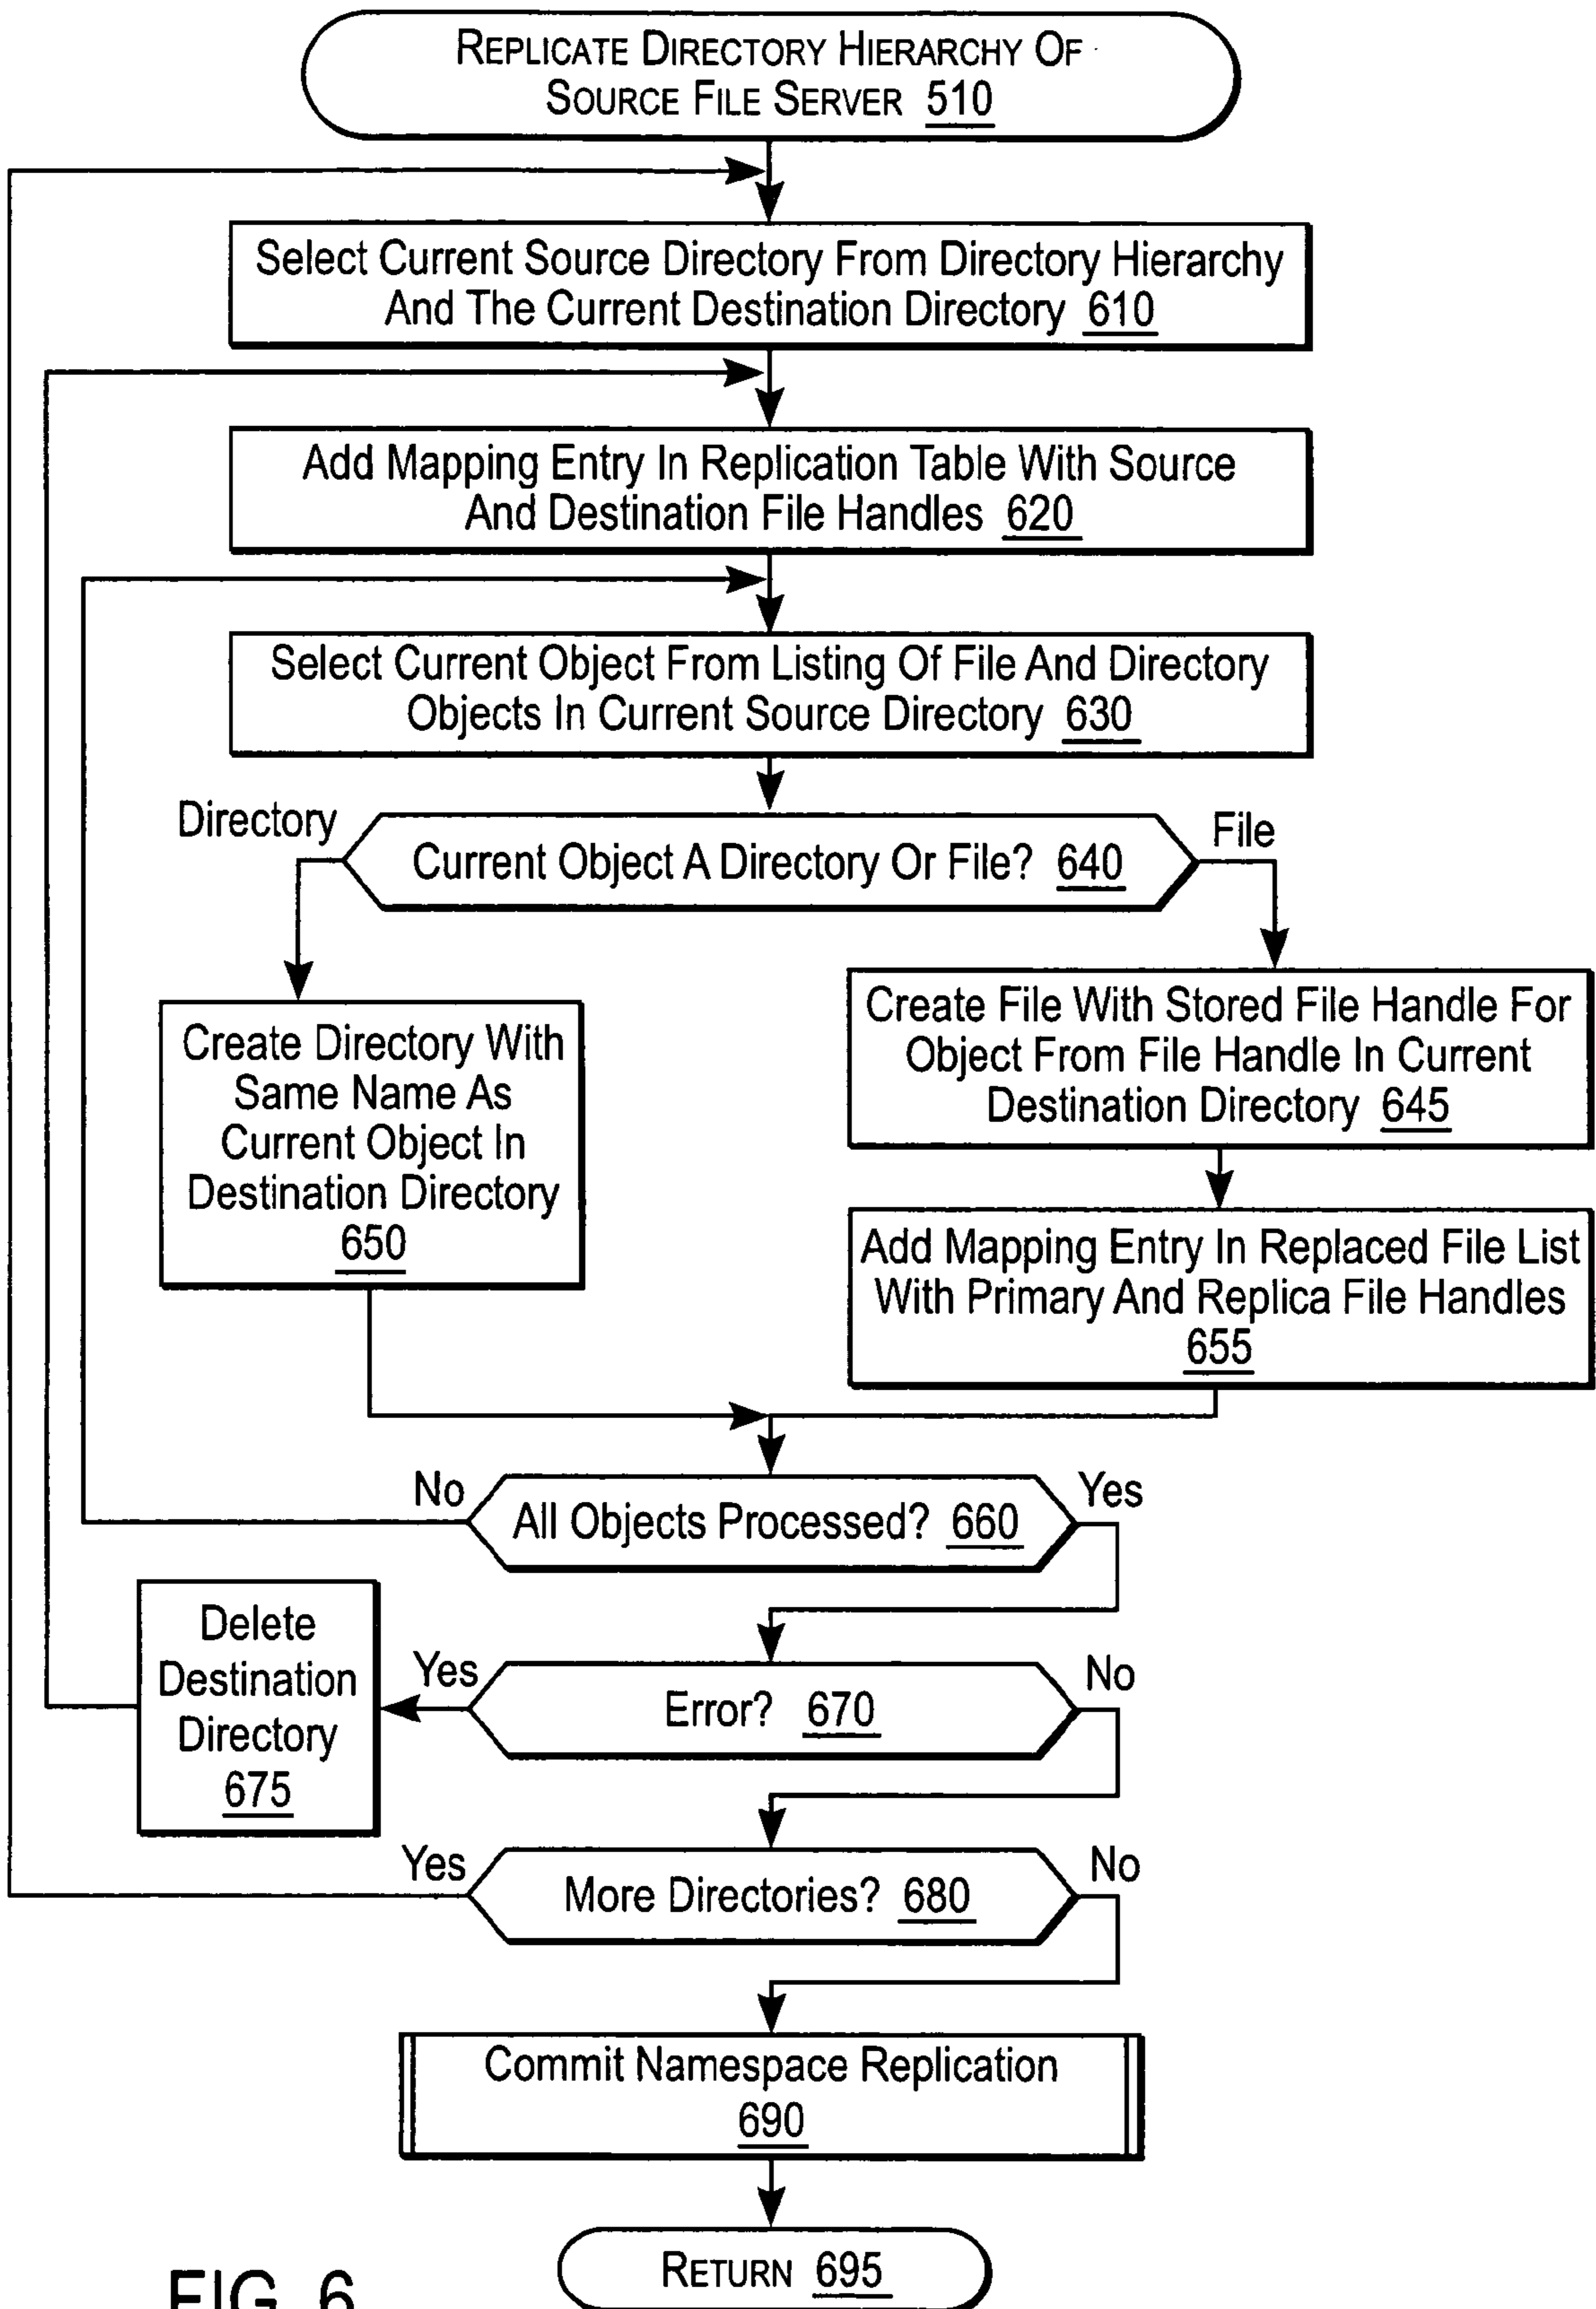 REPLICATE DIRECTORY HIERARCHY OF
SOURCE FILE SERVER 510
Select Current Source Directory From Directory Hierarchy
And The Current Destination Directory 610
Add Mapping Entry In Replication Table With Source
And Destination File Handles 620
Select Current Object From Listing Of File And Directory
Objects In Current Source Directory 630
Directory
Current Object A Directory Or File? 640
File
Create Directory With
Same Name As
Current Object In
Destination Directory
650
Create File With Stored File Handle For
Object From File Handle In Current
Destination Directory 645
Add Mapping Entry In Replaced File List
With Primary And Replica File Handles
655
No
All Objects Processed? 660
Yes
Delete
Destination
Directory
675
Yes
Error? 670
No
Yes
More Directories? 680
No
Commit Namespace Replication
690
RETURN 695
FIG. 6